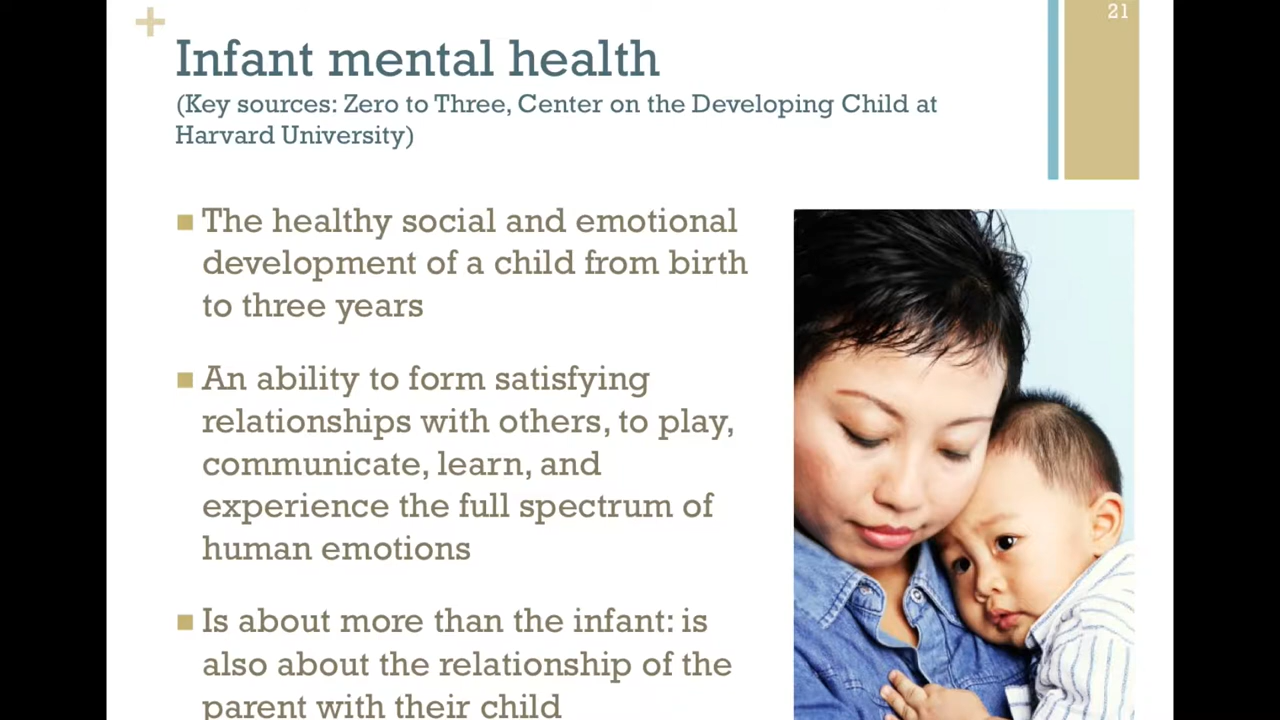 21
+
Infant mental health
(Key sources: Zero to Three, Center on the Developing Child at
Harvard University)
■ The healthy social and emotional
development of a child from birth
to three years
■ An ability to form satisfying
relationships with others, to play,
communicate, learn, and
experience the full spectrum of
human emotions
■ Is about more than the infant: is
also about the relationship of the
parent with their child